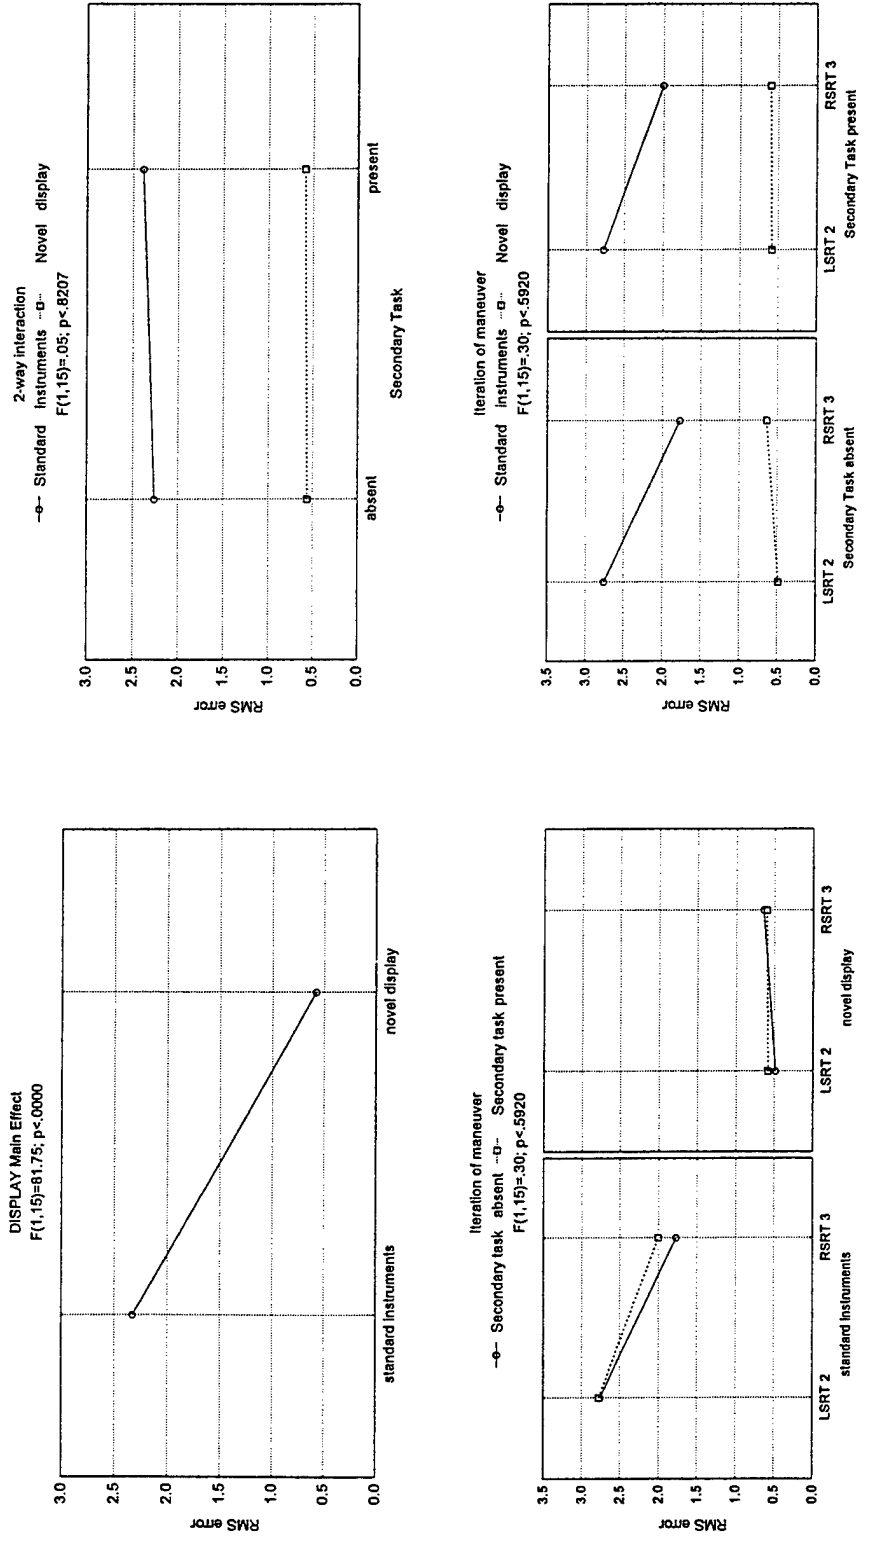 DISPLAY Main Effect
F(1,15)=81.75; p<.0000
RMS error
3.0
2.5
2.0
1.5
1.0
0.5
0.0
standard instruments
novel display
2-way interaction
Standard instruments Novel display
F(1,15)=.05; p<.8207
RMS error
3.0
2.5
2.0
1.5
1.0
0.5
0.0
absent
present
Secondary Task
Iteration of maneuver
Secondary task absent Secondary task present
F(1,15)=.30; p<.5920
RMS error
3.5
3.0
2.5
2.0
1.5
1.0
0.5
0.0
LSRT 2
RSRT 3
standard instruments
LSRT 2
RSRT 3
novel display
Iteration of maneuver
Standard instruments Novel display
F(1,15)=.30; p<.5920
RMS error
3.5
3.0
2.5
2.0
1.5
1.0
0.5
0.0
LSRT 2
RSRT 3
Secondary Task absent
LSRT 2
RSRT 3
Secondary Task present